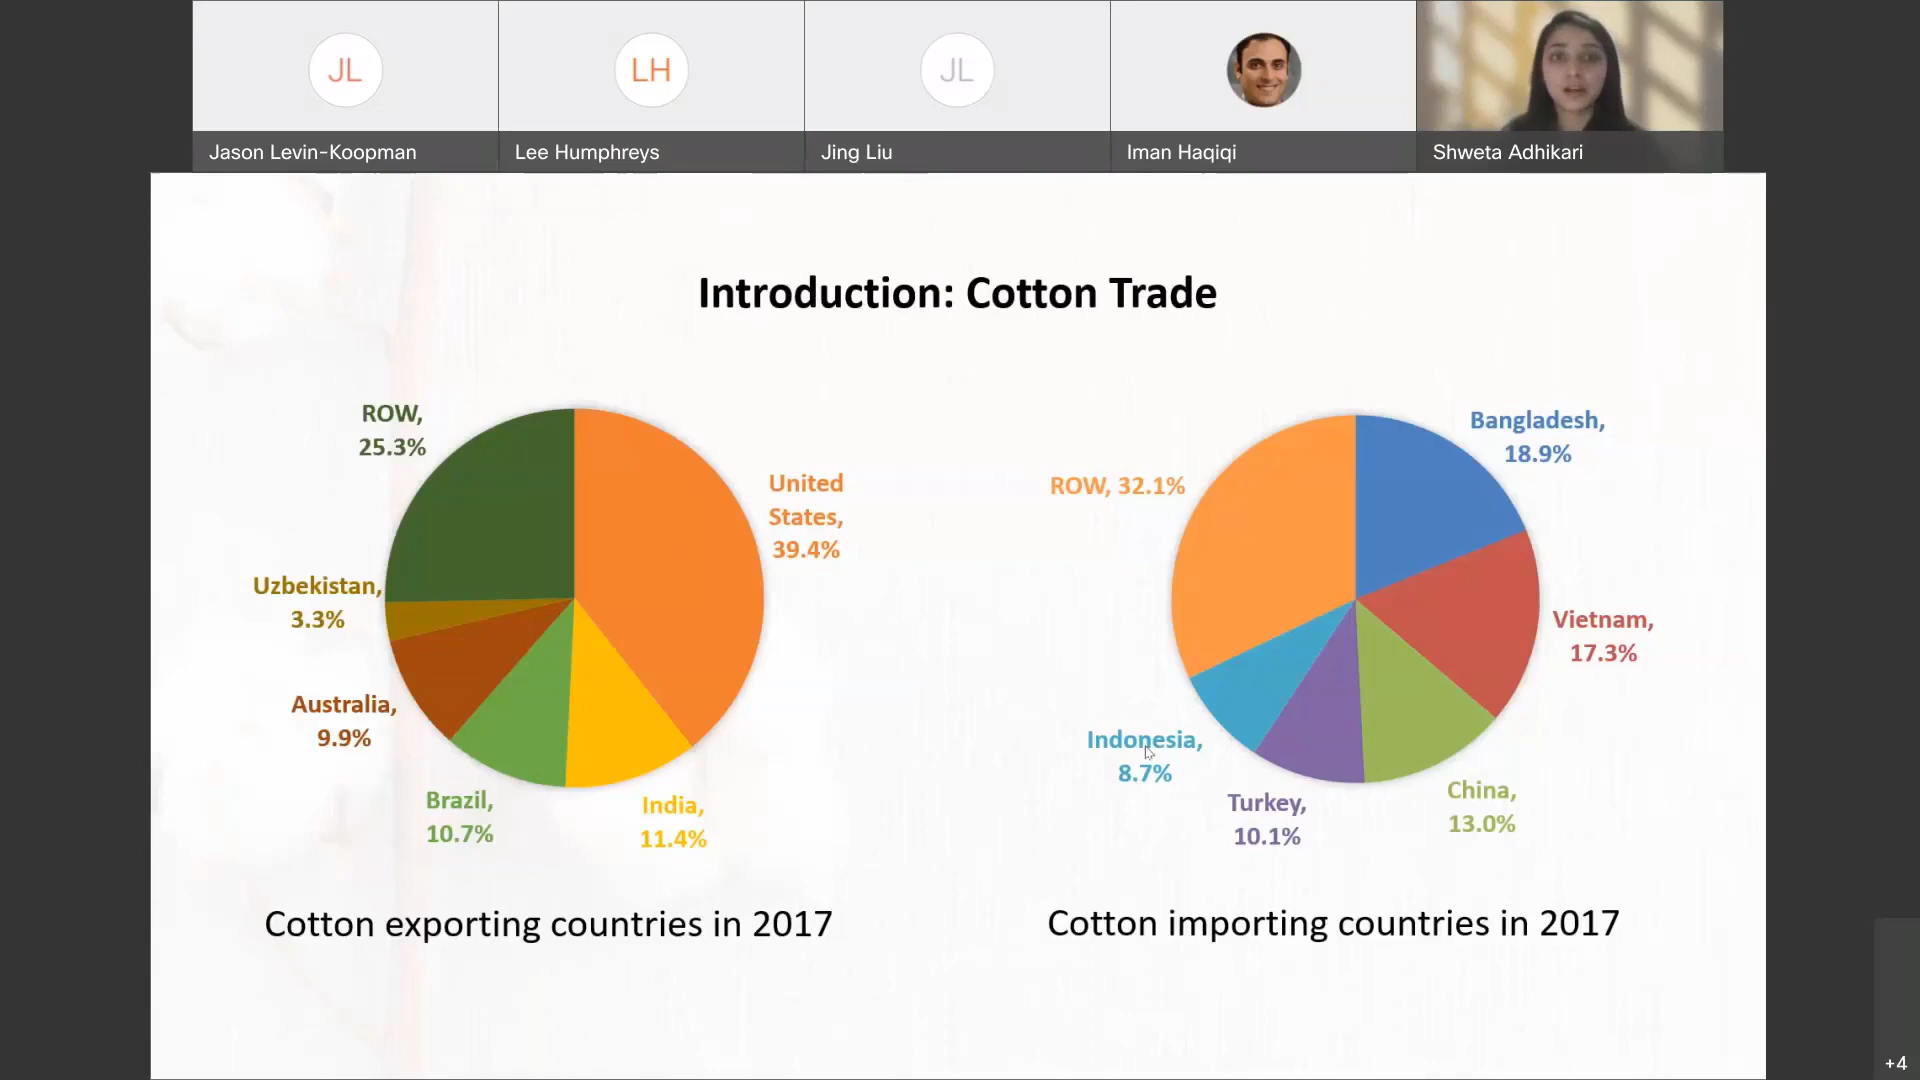 JL
LH
JL
Jason Levin-Koopman
Lee Humphreys
Jing Liu
Iman Haqiqi
Shweta Adhikari
Introduction: Cotton Trade
ROW,
25.3%
United
States,
39.4%
Uzbekistan,
3.3%
Australia,
9.9%
Brazil,
10.7%
India,
11.4%
Cotton exporting countries in 2017
Bangladesh,
18.9%
ROW, 32.1%
Vietnam,
17.3%
Indonesia,
8.7%
Turkey,
10.1%
China,
13.0%
Cotton importing countries in 2017
+4